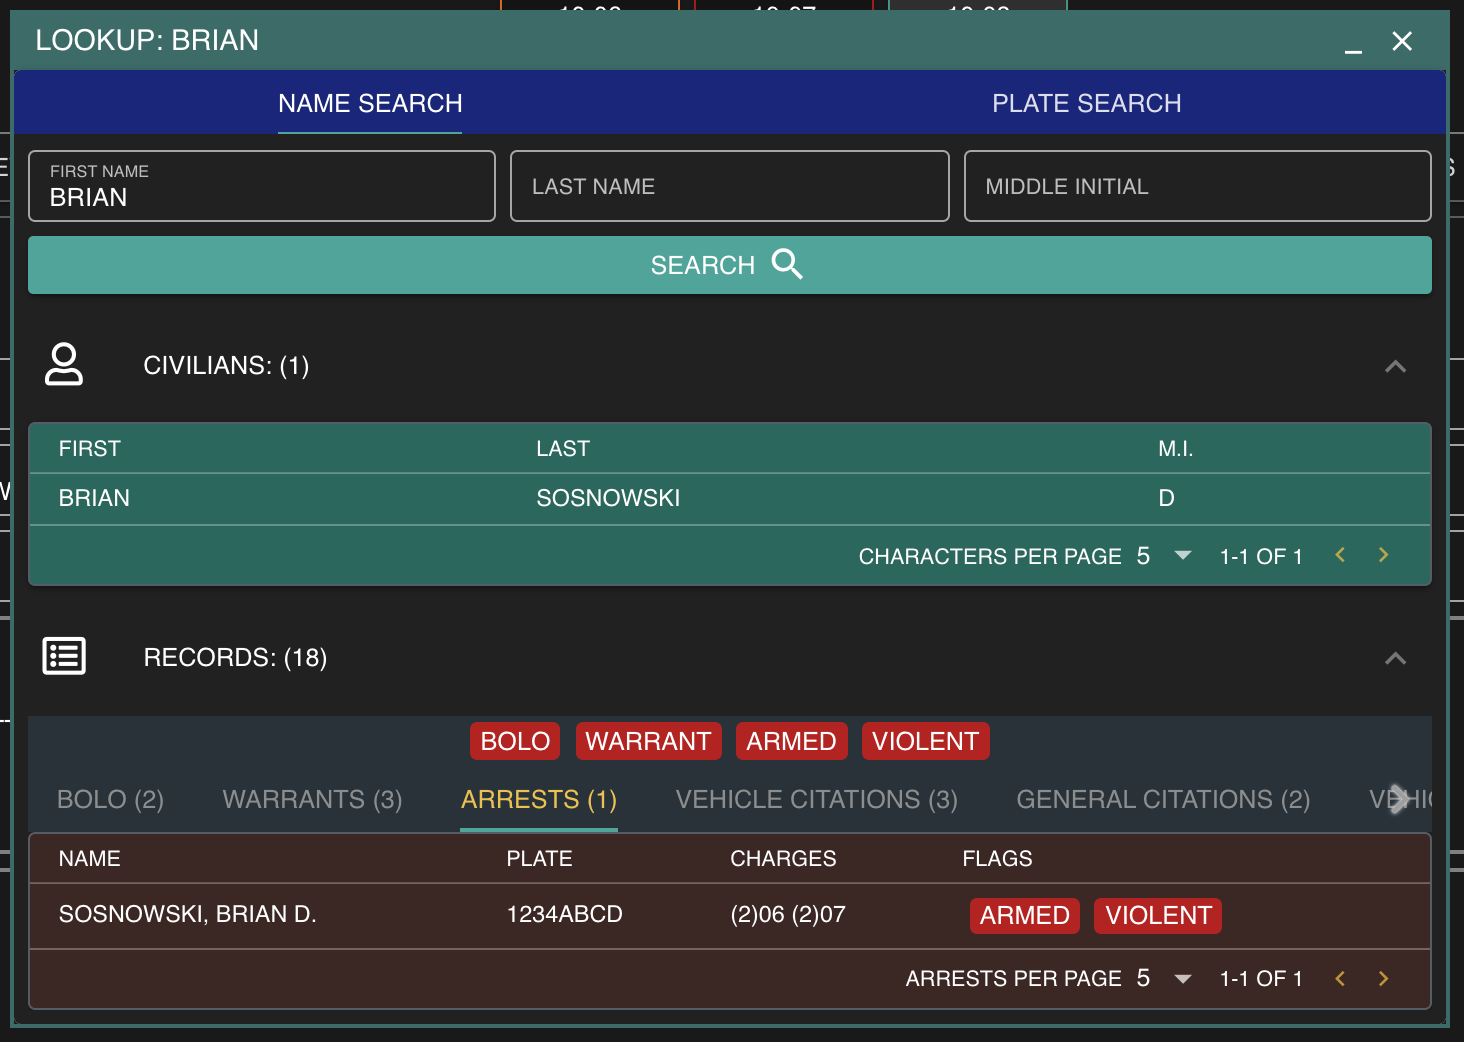 LOOKUP: BRIAN
NAME SEARCH PLATE SEARCH
FIRST NAME
BRIAN LAST NAME MIDDLE INITIAL
SEARCH
CIVILIANS: (1)
FIRST LAST M.I.
BRIAN SOSNOWSKI D
CHARACTERS PER PAGE 5 1-1 OF 1
RECORDS: (18)
BOLO WARRANT ARMED VIOLENT
BOLO (2) WARRANTS (3) ARRESTS (1) VEHICLE CITATIONS (3) GENERAL CITATIONS (2)
NAME PLATE CHARGES FLAGS
SOSNOWSKI, BRIAN D. 1234ABCD (2)06 (2)07 ARMED VIOLENT
ARRESTS PER PAGE 5 1-1 OF 1